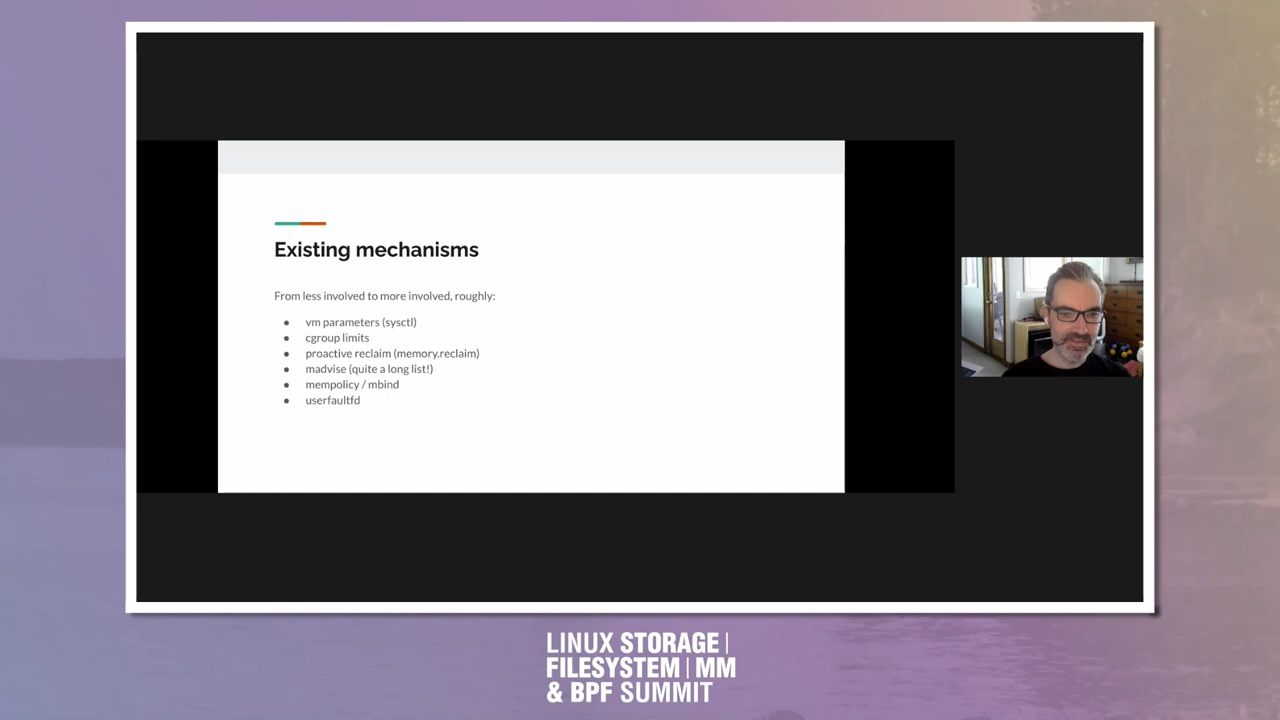 Existing mechanisms
From less involved to more involved, roughly:
● vm parameters (sysctl)
● cgroup limits
● proactive reclaim (memory.reclaim)
● madvise (quite a long list!)
● mempolicy / mbind
● userfaultfd
LINUX STORAGE |
FILESYSTEM | MM
& BPF SUMMIT